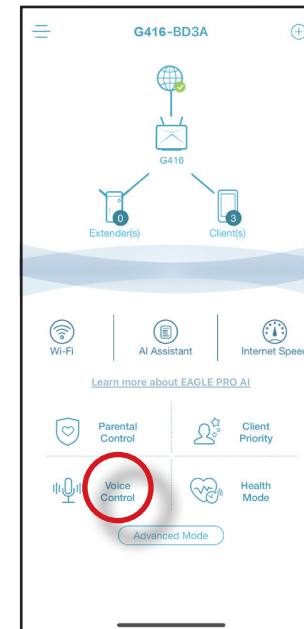 G416-BD3A
G416
0
3
Extender(s)
Client(s)
Wi-Fi
AI Assistant
Internet Speed
Learn more about EAGLE PRO AI
Parental
Control
Client
Priority
Voice
Control
Health
Mode
Advanced Mode